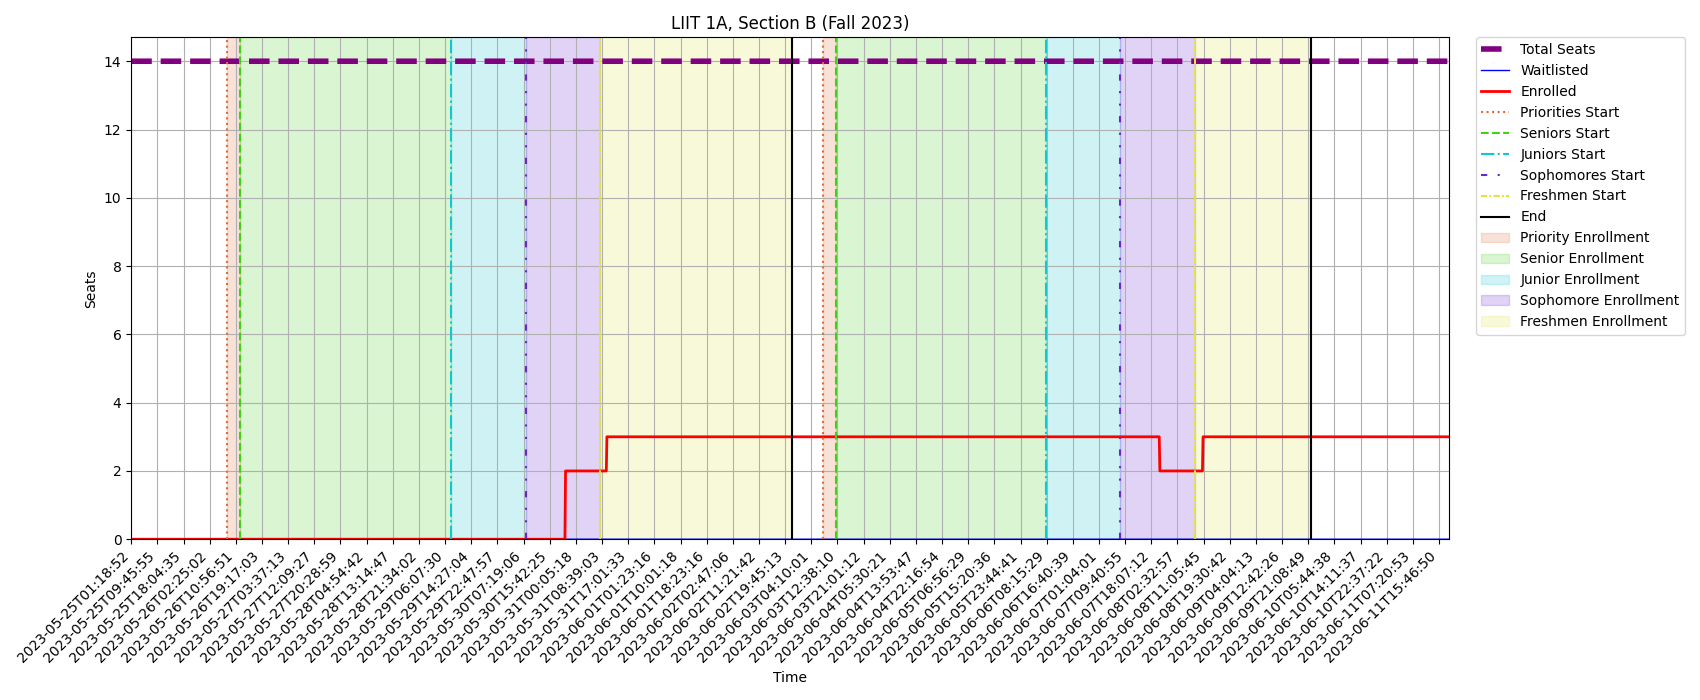 LIIT 1A, Section B (Fall 2023)
Total Seats
Waitlisted
Enrolled
Priorities Start
Seniors Start
Juniors Start
Sophomores Start
Freshmen Start
End
Priority Enrollment
Senior Enrollment
Junior Enrollment
Sophomore Enrollment
Freshmen Enrollment
Seats
14
12
10
8
6
4
2
0
2023-05-25T01:18:52
2023-05-25T09:45:55
2023-05-25T18:04:35
2023-05-26T02:25:02
2023-05-26T10:56:51
2023-05-26T19:17:03
2023-05-27T03:37:13
2023-05-27T12:09:27
2023-05-27T20:28:59
2023-05-28T04:54:42
2023-05-28T13:14:47
2023-05-28T21:34:02
2023-05-29T06:07:30
2023-05-29T14:27:04
2023-05-29T22:47:57
2023-05-30T07:19:06
2023-05-30T15:42:25
2023-05-31T00:05:18
2023-05-31T08:39:03
2023-05-31T17:01:33
2023-06-01T01:23:16
2023-06-01T10:01:18
2023-06-01T18:23:16
2023-06-02T02:47:06
2023-06-02T11:21:42
2023-06-02T19:45:13
2023-06-03T04:10:01
2023-06-03T12:38:10
2023-06-03T21:01:12
2023-06-04T05:30:21
2023-06-04T13:53:47
2023-06-04T22:16:54
2023-06-05T06:56:29
2023-06-05T15:20:36
2023-06-05T23:44:41
2023-06-06T08:15:29
2023-06-06T16:40:39
2023-06-07T01:04:01
2023-06-07T09:40:55
2023-06-07T18:07:12
2023-06-08T02:32:57
2023-06-08T11:05:45
2023-06-08T19:30:42
2023-06-09T04:04:13
2023-06-09T12:42:26
2023-06-09T21:08:49
2023-06-10T05:44:38
2023-06-10T14:11:37
2023-06-10T22:37:22
2023-06-11T07:20:53
2023-06-11T15:46:50
Time